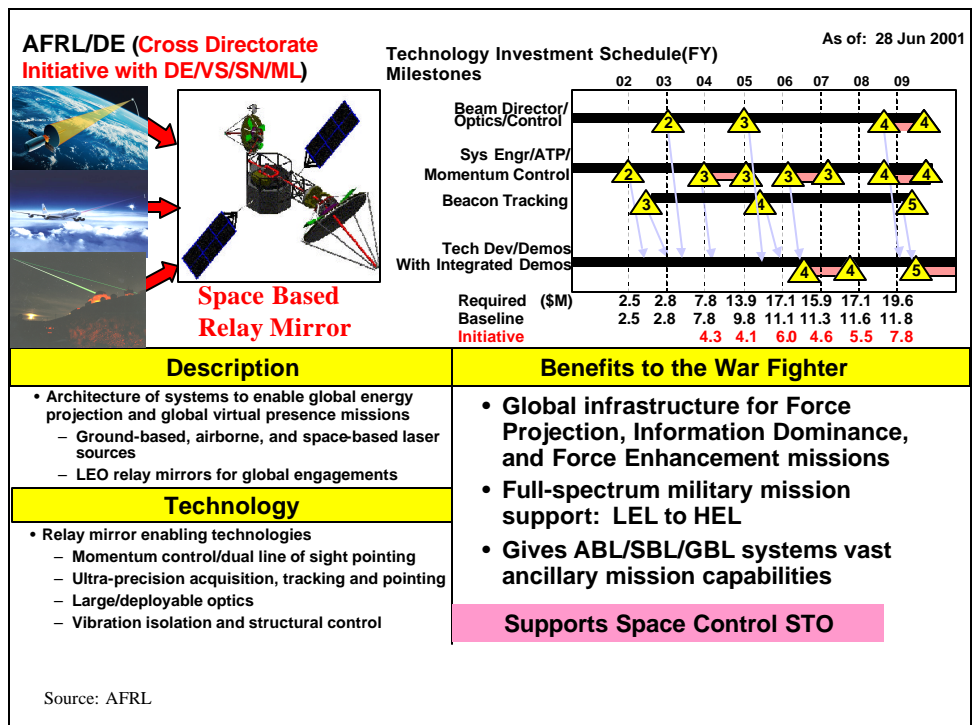 AFRL/DE (Cross Directorate
Initiative with DE/VS/SN/ML)
Space Based
Relay Mirror
As of: 28 Jun 2001
Technology Investment Schedule(FY)
Milestones
02 03 04 05 06 07 08 09
Beam Director/
Optics/Control
2 3 4 4
Sys Engr/ATP/
Momentum Control
2 3 3 3 3 4 4
Beacon Tracking
3 4 5
Tech Dev/Demos
With Integrated Demos
4 4 5
Required ($M) 2.5 2.8 7.8 13.9 17.1 15.9 17.1 19.6
Baseline 2.5 2.8 7.8 9.8 11.1 11.3 11.6 11.8
Initiative 4.3 4.1 6.0 4.6 5.5 7.8
Description
• Architecture of systems to enable global energy
projection and global virtual presence missions
– Ground-based, airborne, and space-based laser
sources
– LEO relay mirrors for global engagements
Technology
• Relay mirror enabling technologies
– Momentum control/dual line of sight pointing
– Ultra-precision acquisition, tracking and pointing
– Large/deployable optics
– Vibration isolation and structural control
Benefits to the War Fighter
• Global infrastructure for Force
Projection, Information Dominance,
and Force Enhancement missions
• Full-spectrum military mission
support: LEL to HEL
• Gives ABL/SBL/GBL systems vast
ancillary mission capabilities
Supports Space Control STO
Source: AFRL